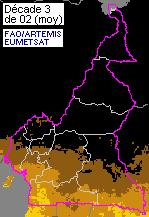 Décade 3
de 02 (moy)
FAO/ARTEMIS
EUMETSAT